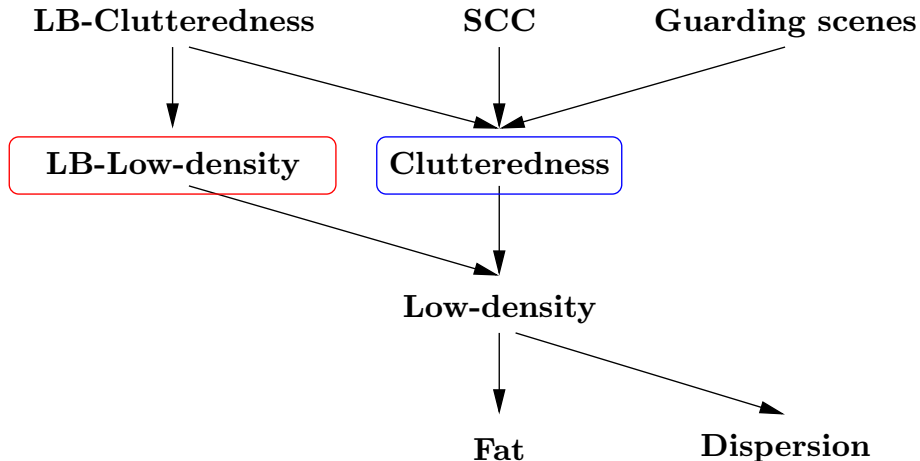 LB-Clutteredness SCC Guarding scenes
LB-Low-density Clutteredness
Low-density
Fat Dispersion